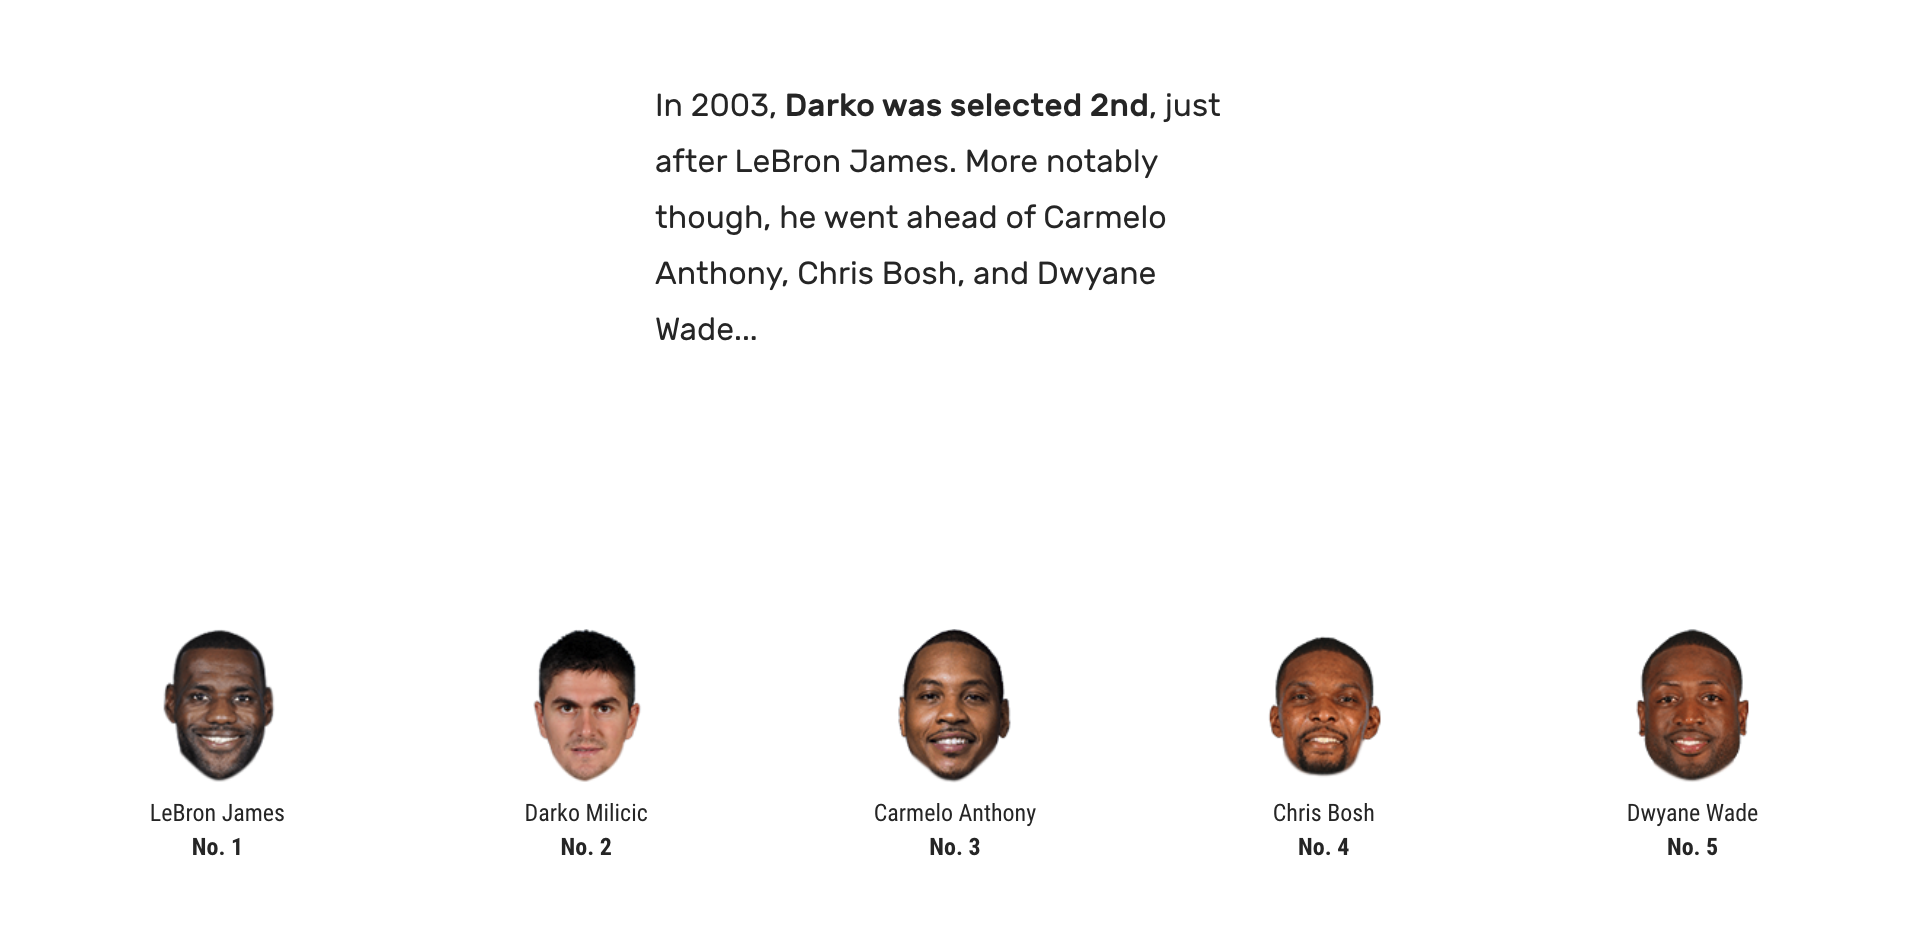 In 2003, Darko was selected 2nd, just
after LeBron James. More notably
though, he went ahead of Carmelo
Anthony, Chris Bosh, and Dwyane
Wade...
LeBron James
No. 1
Darko Milicic
No. 2
Carmelo Anthony
No. 3
Chris Bosh
No. 4
Dwyane Wade
No. 5